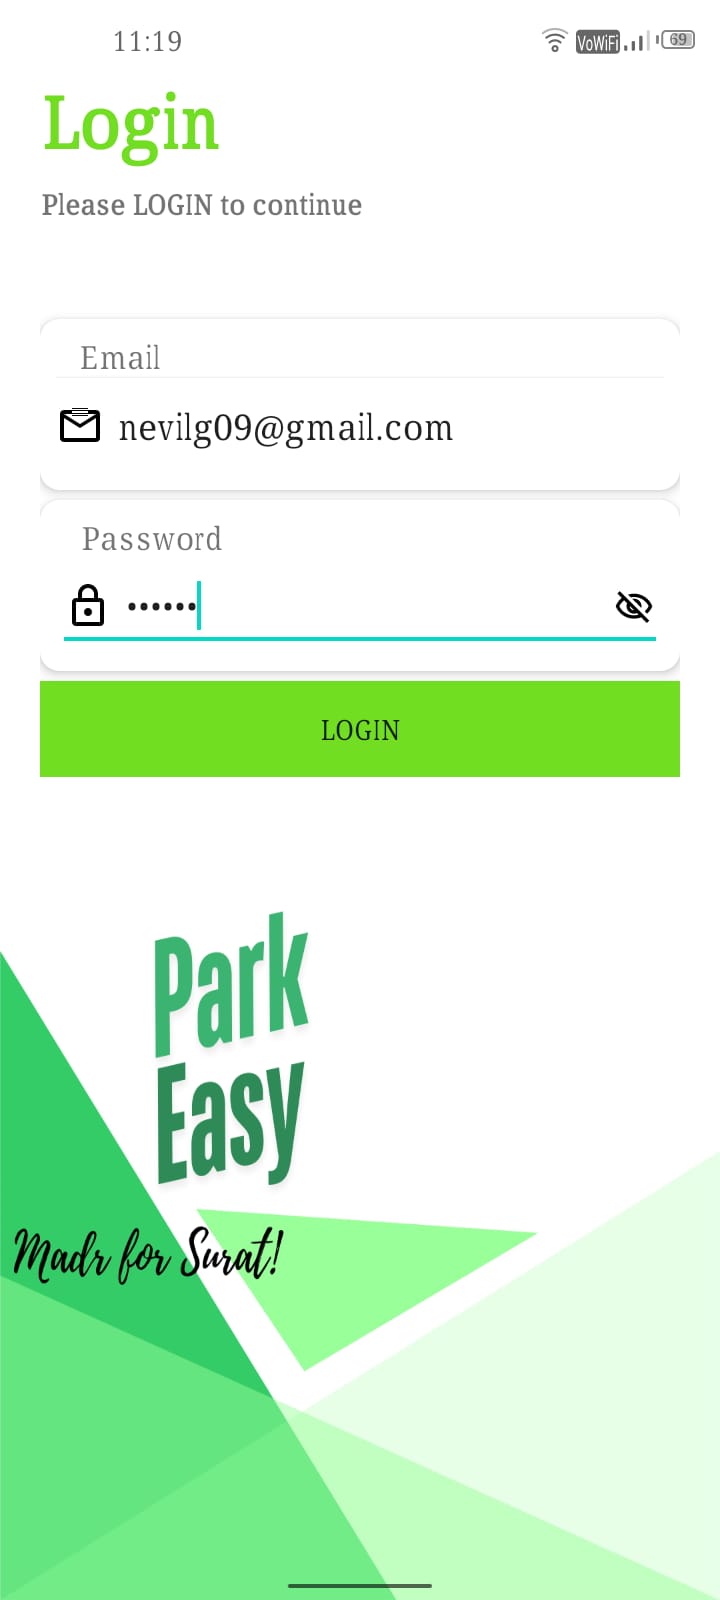 11:19 VoWiFi 69
Login
Please LOGIN to continue
Email
nevilg09@gmail.com
Password
••••••
LOGIN
Park
Easy
Madr for Surat!